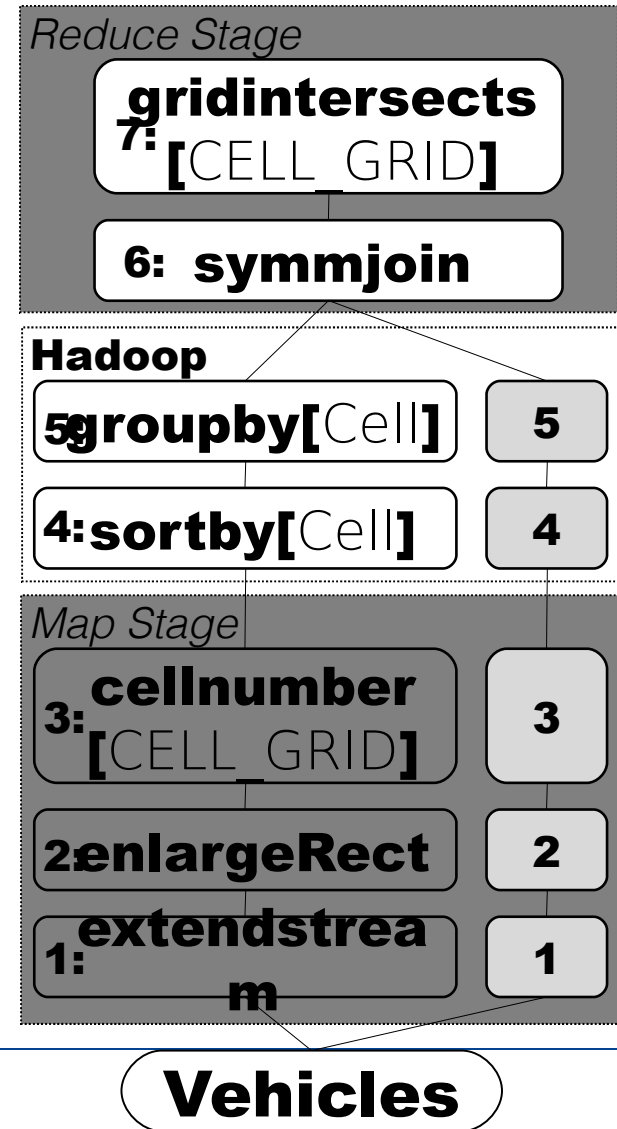 Reduce Stage
7: gridintersects
[CELL_GRID]
6: symmjoin
Hadoop
5: groupby[Cell] 5
4: sortby[Cell] 4
Map Stage
3: cellnumber 3
[CELL_GRID]
2: enlargeRect 2
1: extendstrea 1
m
Vehicles